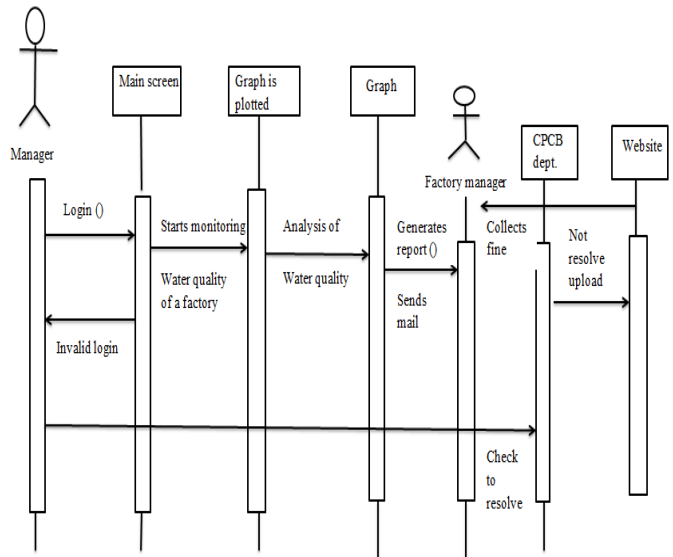 Main screen
Graph is
plotted
Graph
CPCB
dept.
Website
Manager
Factory manager
Login ()
Starts monitoring
Water quality
of a factory
Analysis of
Water quality
Generates
report ()
Sends
mail
Collects
fine
Not
resolve
upload
Invalid login
Check
to
resolve